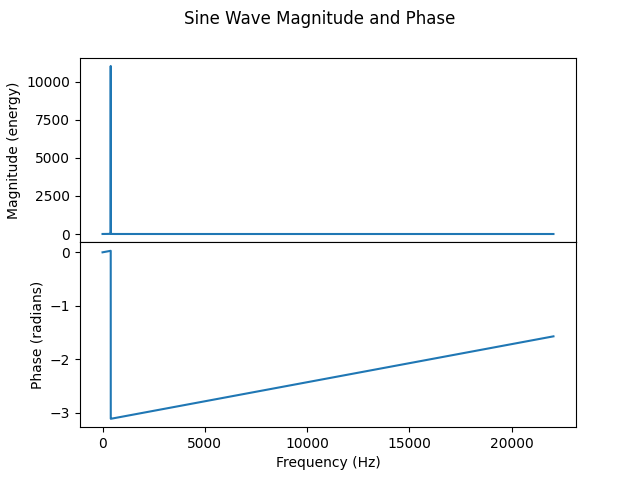 Sine Wave Magnitude and Phase
Magnitude (energy)
10000
7500
5000
2500
0
Phase (radians)
0
−1
−2
−3
0 5000 10000 15000 20000
Frequency (Hz)